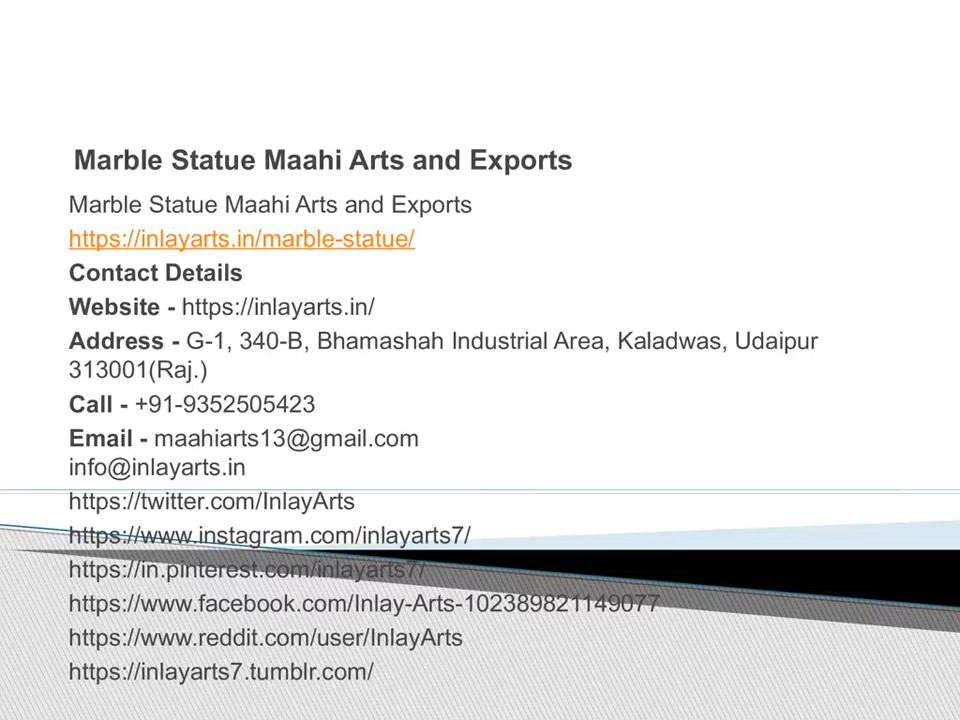 Marble Statue Maahi Arts and Exports
Marble Statue Maahi Arts and Exports
https://inlayarts.in/marble-statue/
Contact Details
Website - https://inlayarts.in/
Address - G-1, 340-B, Bhamashah Industrial Area, Kaladwas, Udaipur
313001(Raj.)
Call - +91-9352505423
Email - maahiarts13@gmail.com
info@inlayarts.in
https://twitter.com/InlayArts
https://www.instagram.com/inlayarts7/
https://in.pinterest.com/inlayarts7/
https://www.facebook.com/Inlay-Arts-102389821149077
https://www.reddit.com/user/InlayArts
https://inlayarts7.tumblr.com/